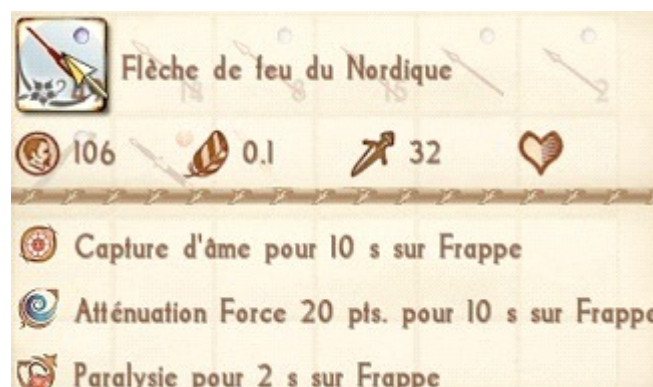 Flèche de feu du Nordique
106 0.1 32
Capture d'âme pour 10 s sur Frappe
Atténuation Force 20 pts. pour 10 s sur Frappe
Paralysie pour 2 s sur Frappe